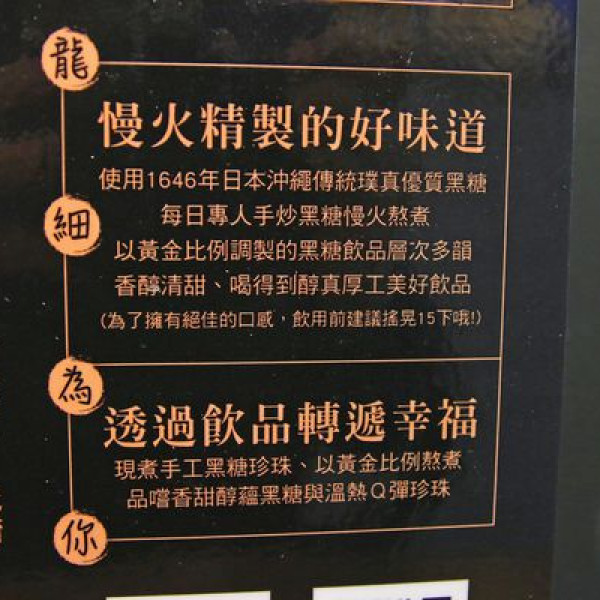 龍
細
為
你
慢火精製的好味道
使用1646年日本沖繩傳統璞真優質黑糖
每日專人手炒黑糖慢火熬煮
以黃金比例調製的黑糖飲品層次多韻
香醇清甜、喝得到醇真厚工美好飲品
(為了擁有絕佳的口感，飲用前建議搖晃15下哦!)
透過飲品轉遞幸福
現煮手工黑糖珍珠、以黃金比例熬煮
品嚐香甜醇蘊黑糖與溫熱Q彈珍珠